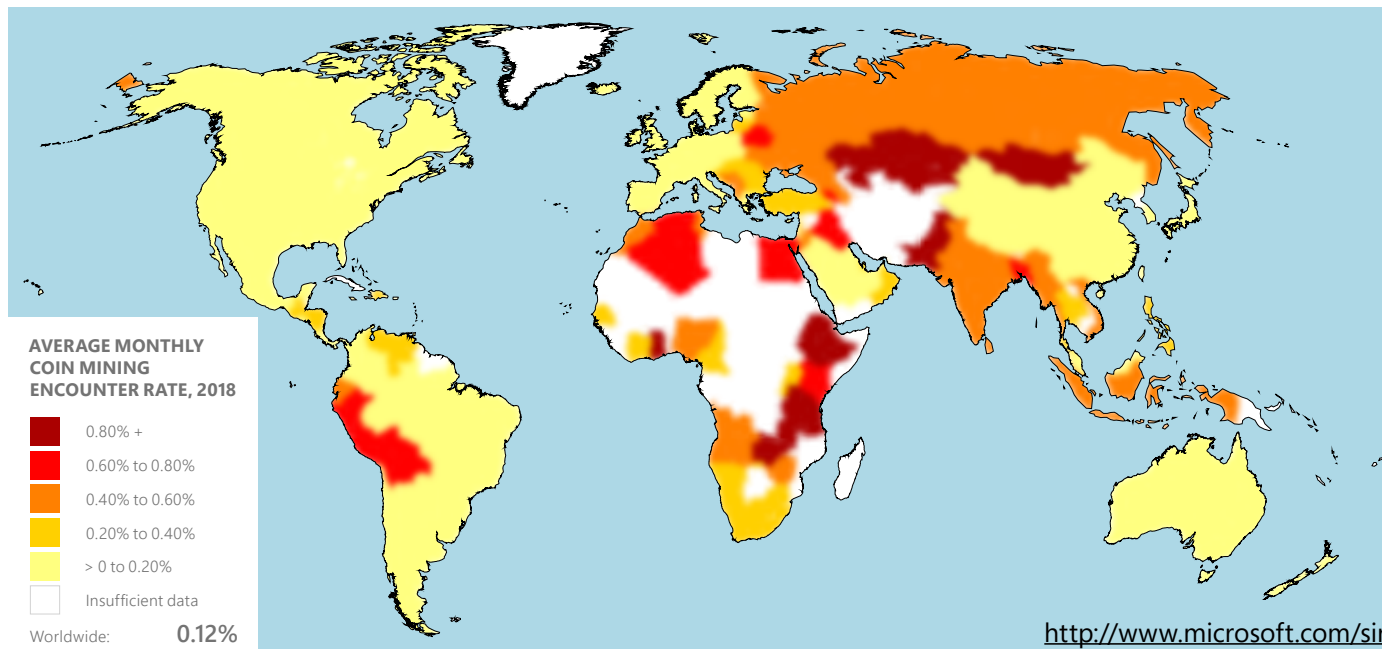 AVERAGE MONTHLY
COIN MINING
ENCOUNTER RATE, 2018
0.80% +
0.60% to 0.80%
0.40% to 0.60%
0.20% to 0.40%
> 0 to 0.20%
Insufficient data
Worldwide: 0.12%
http://www.microsoft.com/sir